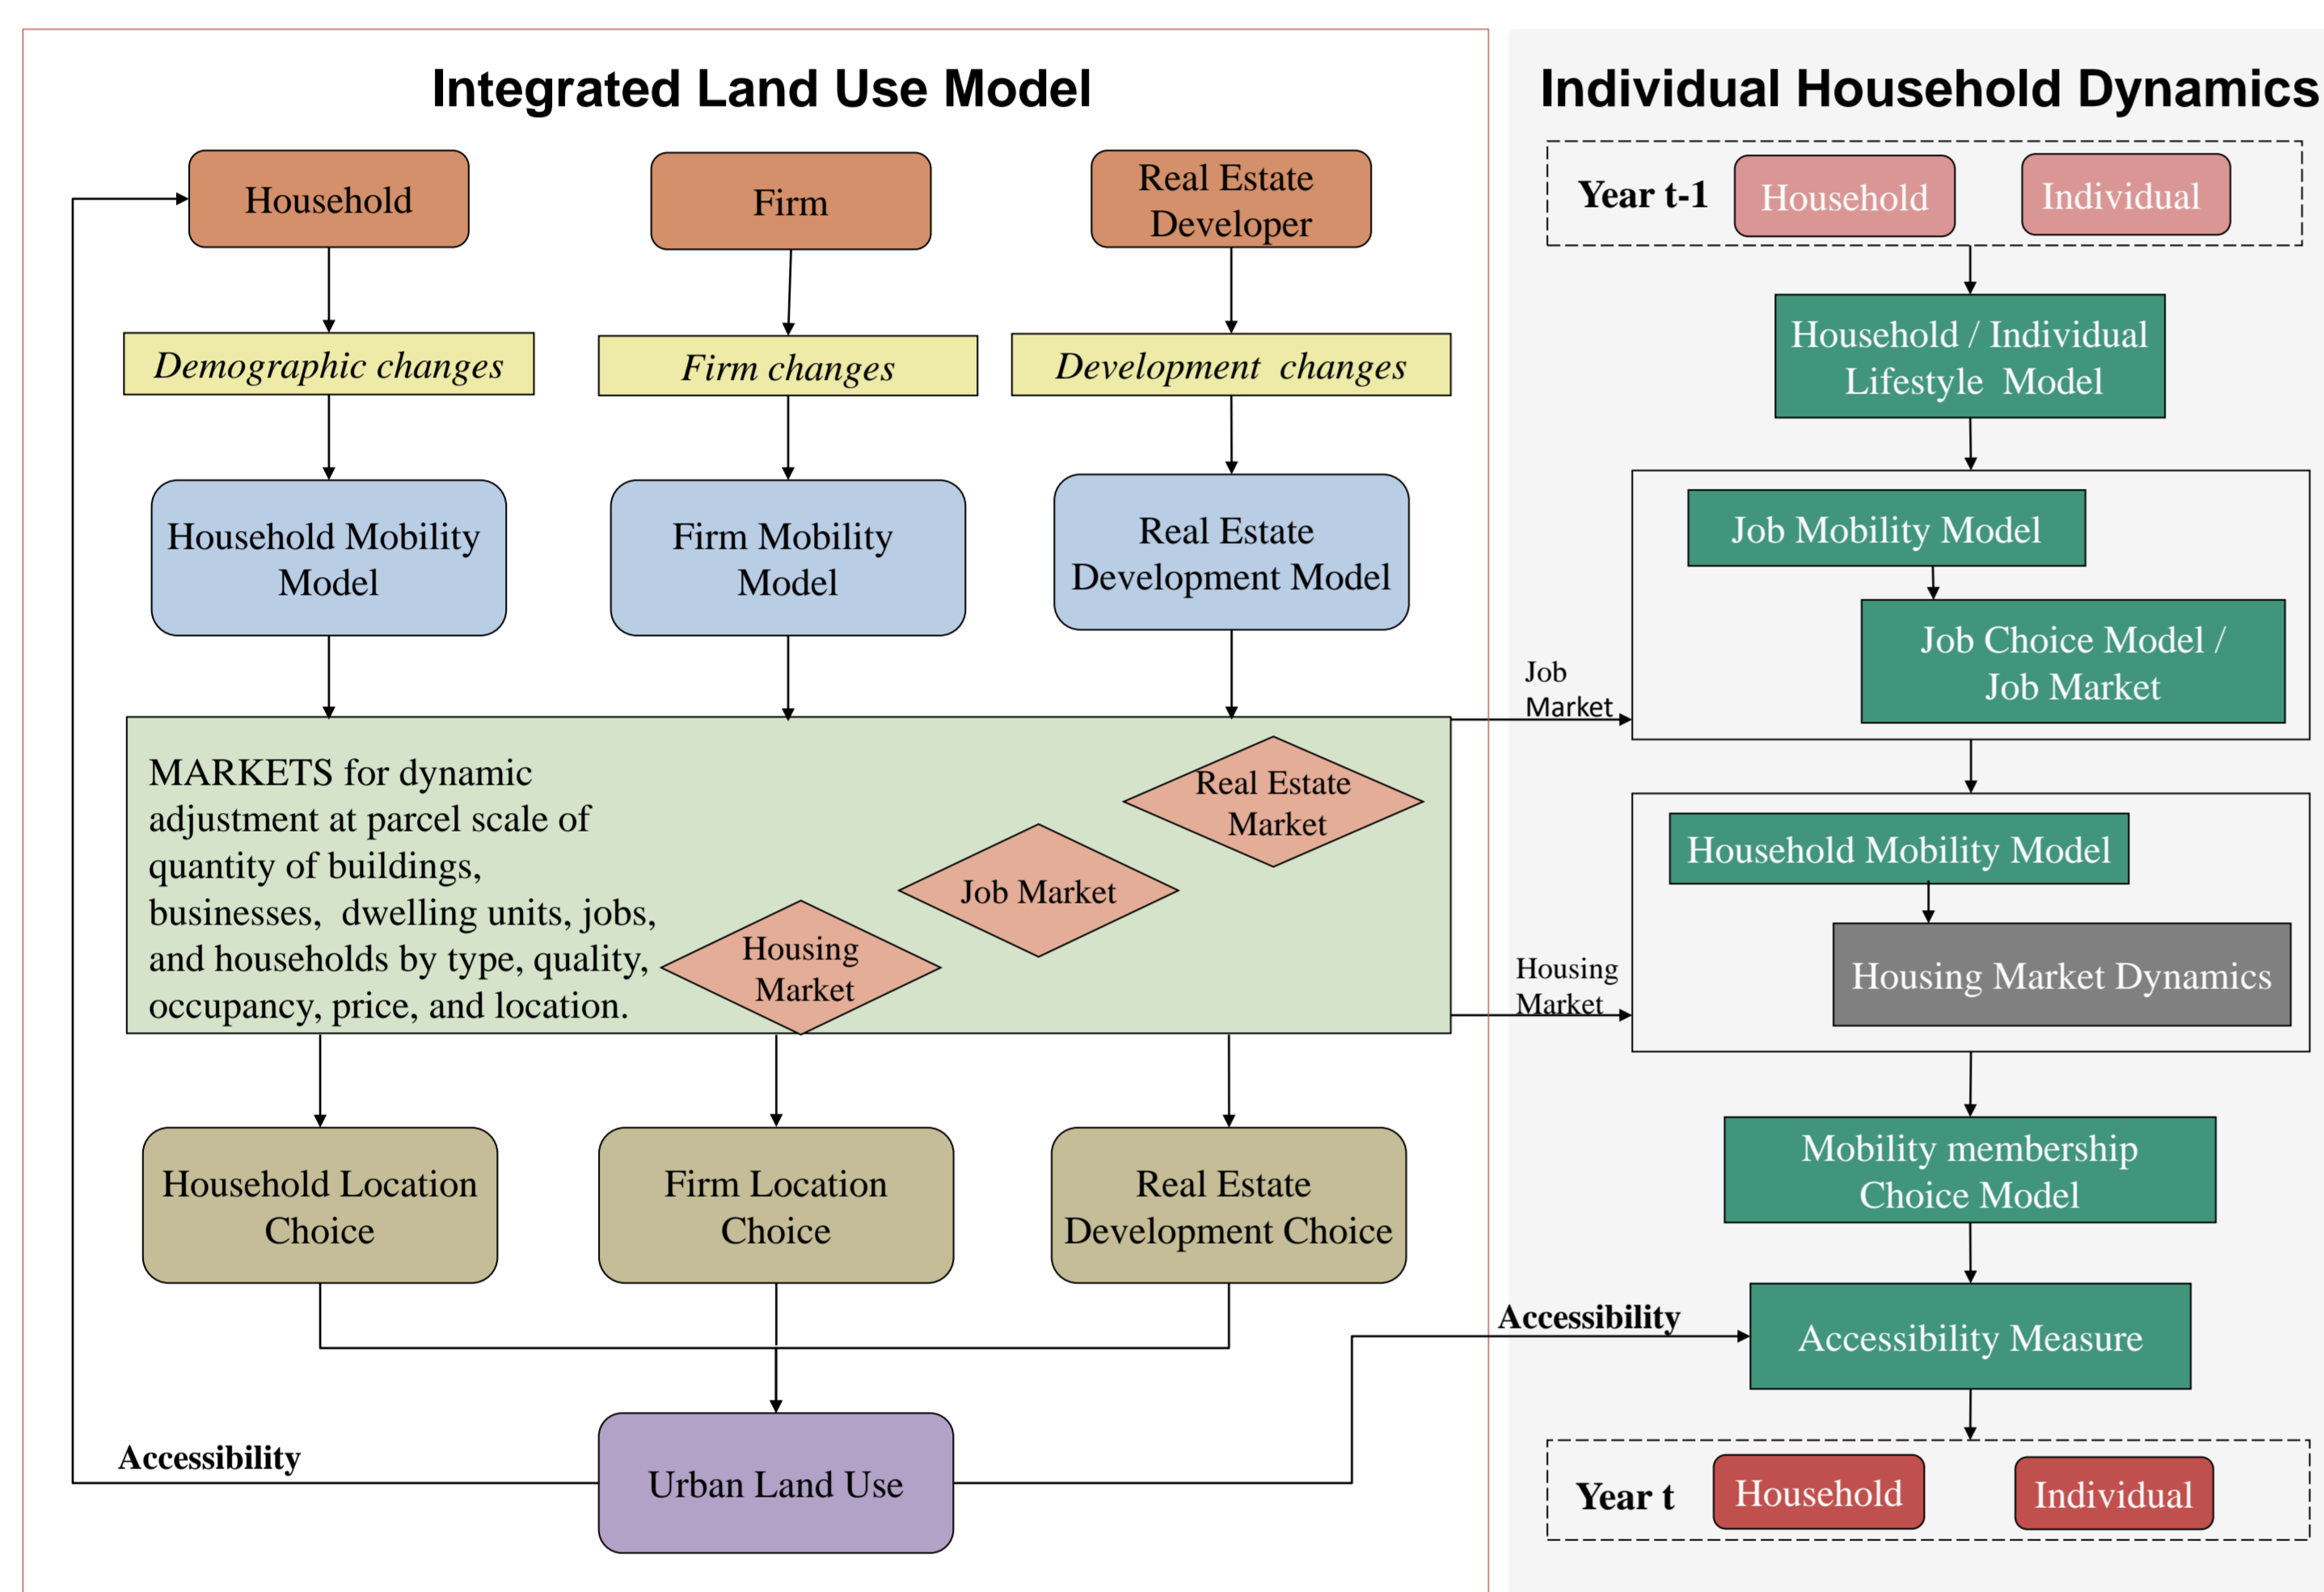 Integrated Land Use Model
Household
Firm
Real Estate
Developer
Demographic changes
Firm changes
Development changes
Household Mobility
Model
Firm Mobility
Model
Real Estate
Development Model
MARKETS for dynamic
adjustment at parcel scale of
quantity of buildings,
businesses, dwelling units, jobs,
and households by type, quality,
occupancy, price, and location.
Real Estate
Market
Job Market
Housing
Market
Household Location
Choice
Firm Location
Choice
Real Estate
Development Choice
Accessibility
Urban Land Use
Individual Household Dynamics
Year t-1
Household
Individual
Household / Individual
Lifestyle Model
Job Mobility Model
Job Choice Model /
Job Market
Job
Market
Household Mobility Model
Housing Market Dynamics
Housing
Market
Mobility membership
Choice Model
Accessibility
Accessibility Measure
Year t
Household
Individual